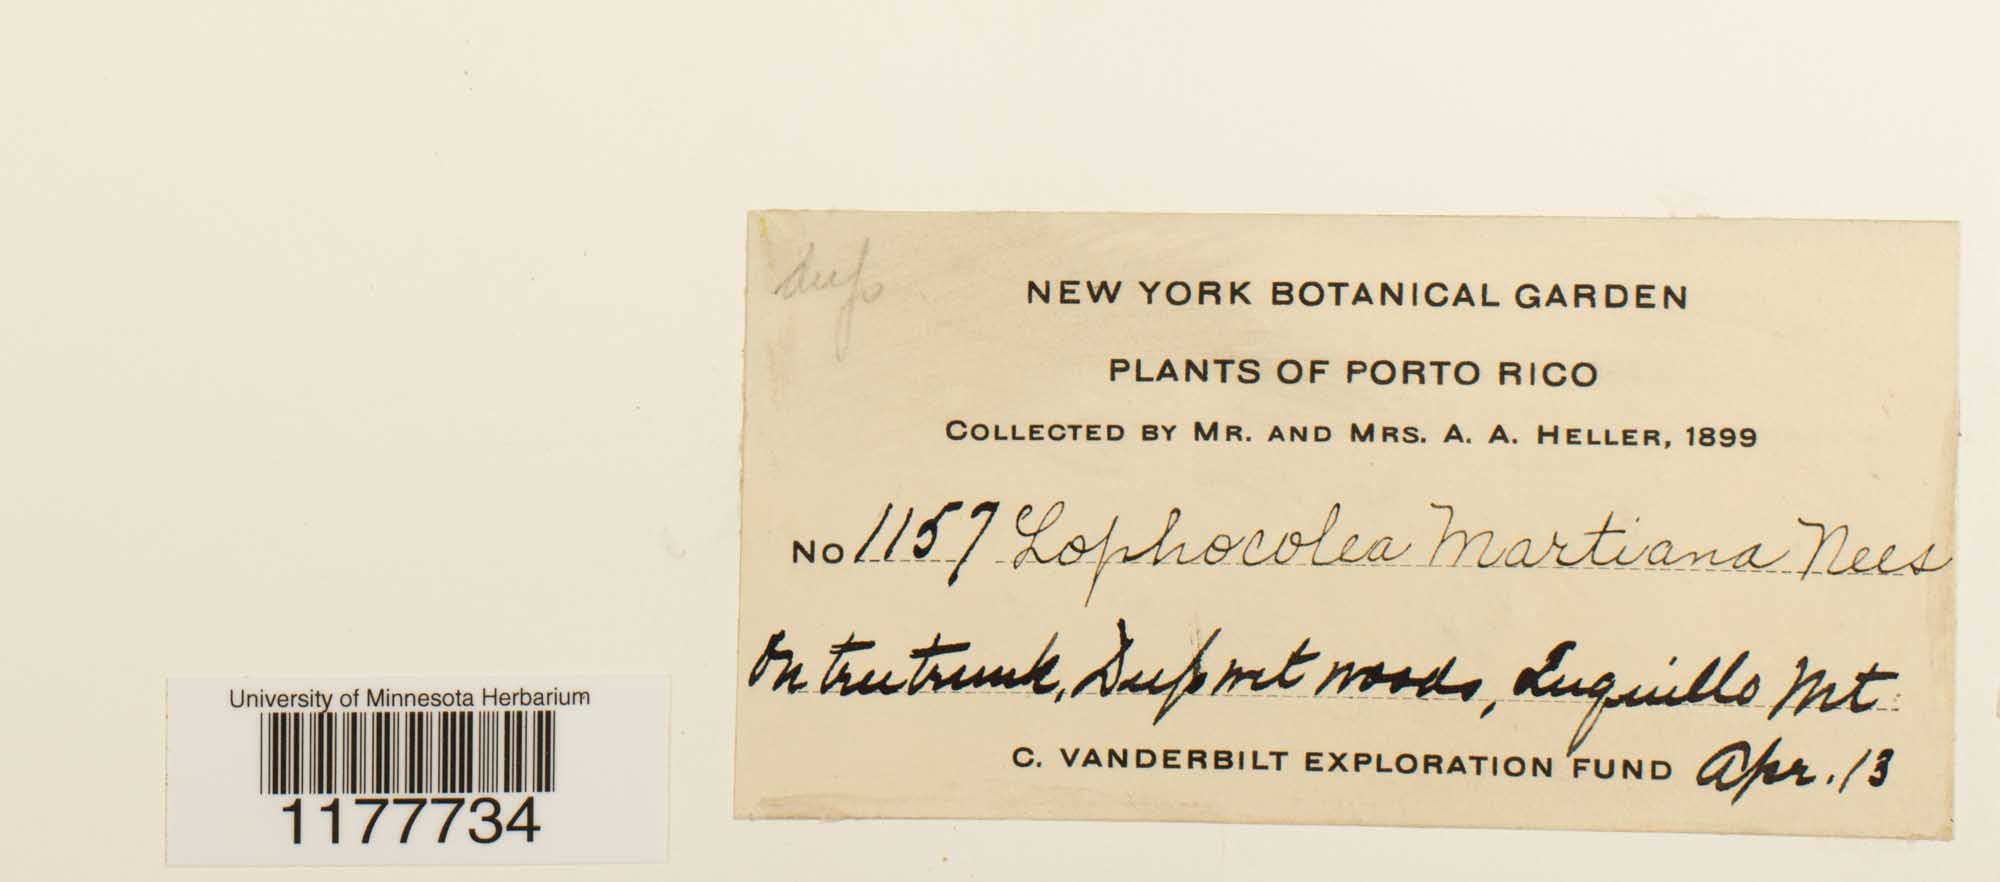 dup
NEW YORK BOTANICAL GARDEN
PLANTS OF PORTO RICO
COLLECTED BY MR. AND MRS. A. A. HELLER, 1899
NO 1157 Lophocolea Martiana Nees
On tree trunk, Deep wet woods, Luquillo Mt
C. VANDERBILT EXPLORATION FUND Apr. 13
University of Minnesota Herbarium
1177734